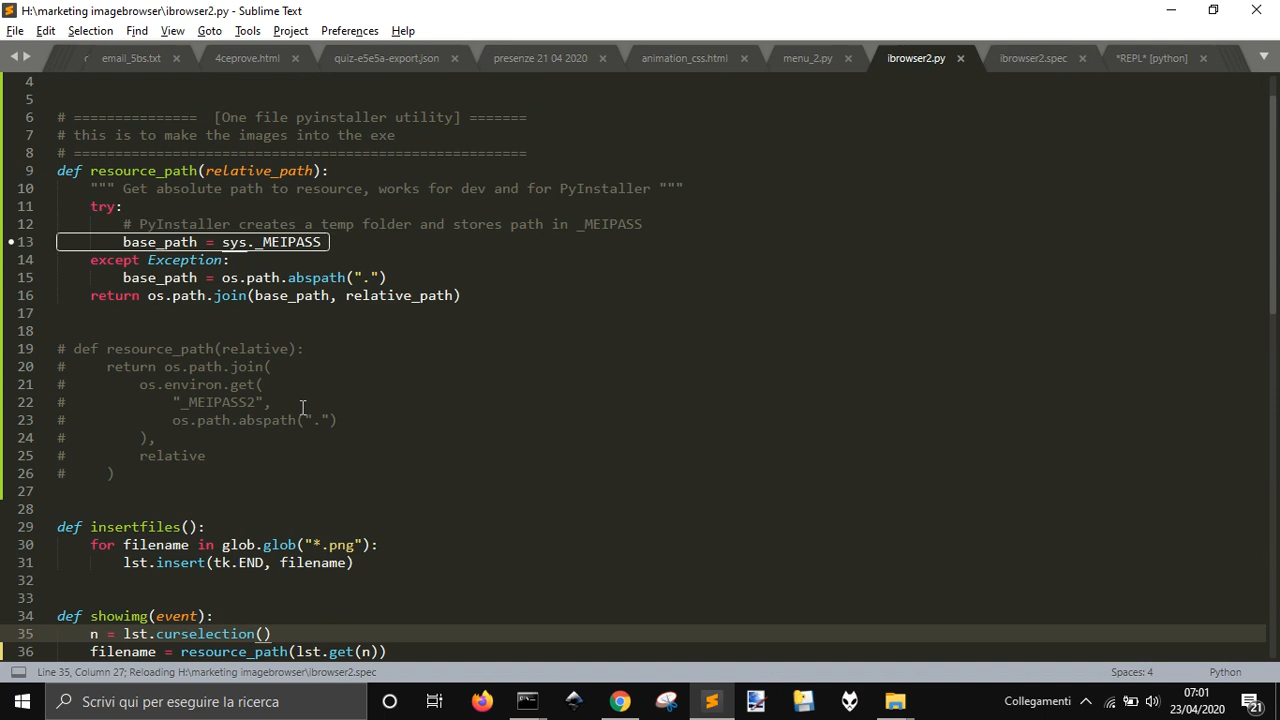 H:\marketing imagebrowser\ibrowser2.py - Sublime Text
File Edit Selection Find View Goto Tools Project Preferences Help
r email_5bs.txt × 4ceprove.html × quiz-e5e5a-export.json × presenze 21 04 2020 × animation_css.html × menu_2.py × ibrowser2.py × ibrowser2.spec × *REPL* [python] ×
4
5
6 # =============== [One file pyinstaller utility] =======
7 # this is to make the images into the exe
8 # =======================================================
9 def resource_path(relative_path):
10 """ Get absolute path to resource, works for dev and for PyInstaller """
11 try:
12 # PyInstaller creates a temp folder and stores path in _MEIPASS
13 base_path = sys._MEIPASS
14 except Exception:
15 base_path = os.path.abspath(".")
16 return os.path.join(base_path, relative_path)
17
18
19 # def resource_path(relative):
20 # return os.path.join(
21 # os.environ.get(
22 # "_MEIPASS2",
23 # os.path.abspath(".")
24 # ),
25 # relative
26 # )
27
28
29 def insertfiles():
30 for filename in glob.glob("*.png"):
31 lst.insert(tk.END, filename)
32
33
34 def showimg(event):
35 n = lst.curselection()
36 filename = resource_path(lst.get(n))
Line 35, Column 27; Reloading H:\marketing imagebrowser\ibrowser2.spec Spaces: 4 Python
Scrivi qui per eseguire la ricerca Collegamenti 07:01
23/04/2020 21